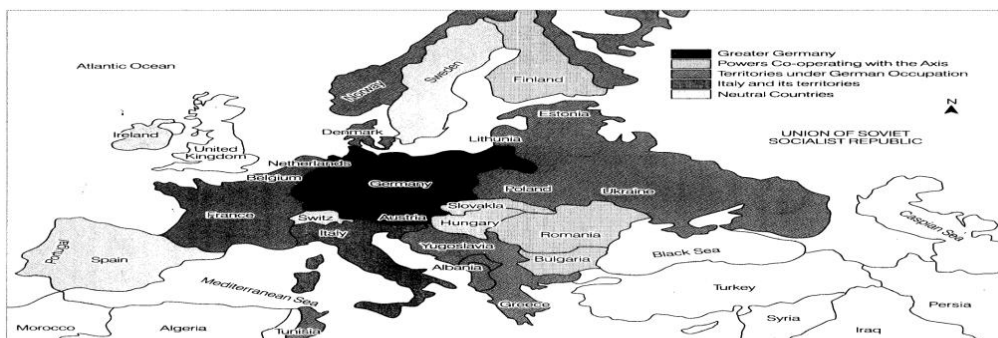 Atlantic Ocean
Greater Germany
Powers Co-operating with the Axis
Territories under German Occupation
Italy and its territories
Neutral Countries
N
UNION OF SOVIET
SOCIALIST REPUBLIC
Norway
Sweden
Finland
Estonia
Ireland
Denmark
Lithunia
United
Kingdom
Netherlands
Belgium
Germany
Poland
Ukraine
Slovakla
France
Switz
Austria
Hungary
Italy
Romania
Caspian Sea
Portugal
Spain
Yugoslavia
Bulgaria
Black Sea
Albania
Mediterranean Sea
Greece
Turkey
Morocco
Algeria
Tunisia
Syria
Iraq
Persia